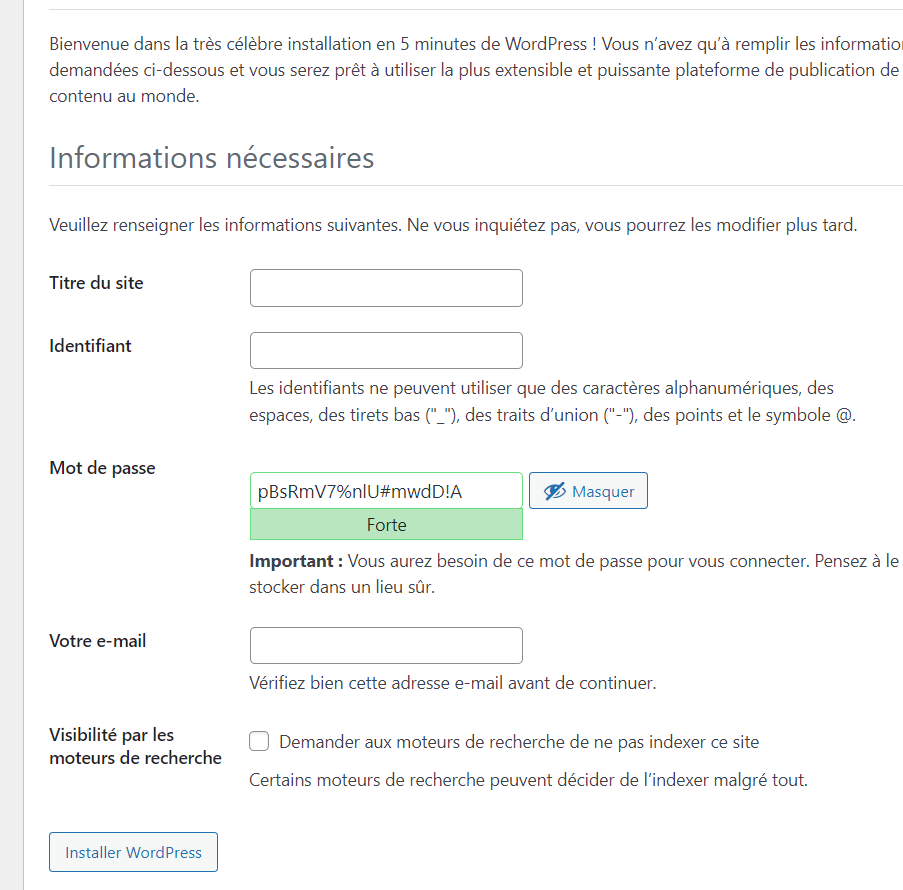 Bienvenue dans la très célèbre installation en 5 minutes de WordPress ! Vous n’avez qu’à remplir les
demandées ci-dessous et vous serez prêt à utiliser la plus extensible et puissante plateforme de publication de
contenu au monde.
Informations nécessaires
Veuillez renseigner les informations suivantes. Ne vous inquiétez pas, vous pourrez les modifier plus tard.
Titre du site
Identifiant
Les identifiants ne peuvent utiliser que des caractères alphanumériques, des
espaces, des tirets bas ("_"), des traits d’union ("-"), des points et le symbole @.
Mot de passe
pBsRmV7%nlU#mwdD!A
Masquer
Forte
Important : Vous aurez besoin de ce mot de passe pour vous connecter. Pensez à le
stocker dans un lieu sûr.
Votre e-mail
Vérifiez bien cette adresse e-mail avant de continuer.
Visibilité par les
moteurs de recherche
Demander aux moteurs de recherche de ne pas indexer ce site
Certains moteurs de recherche peuvent décider de l’indexer malgré tout.
Installer WordPress